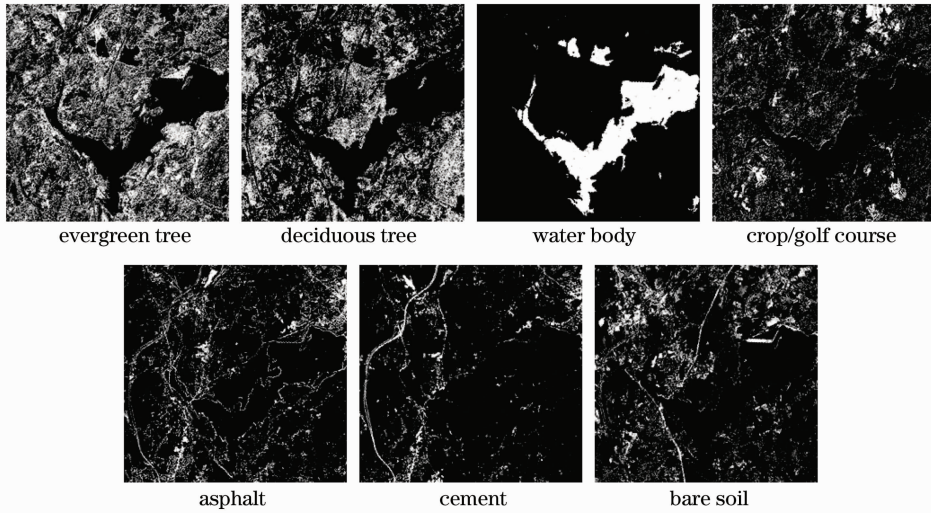 evergreen tree
deciduous tree
water body
crop/golf course
asphalt
cement
bare soil